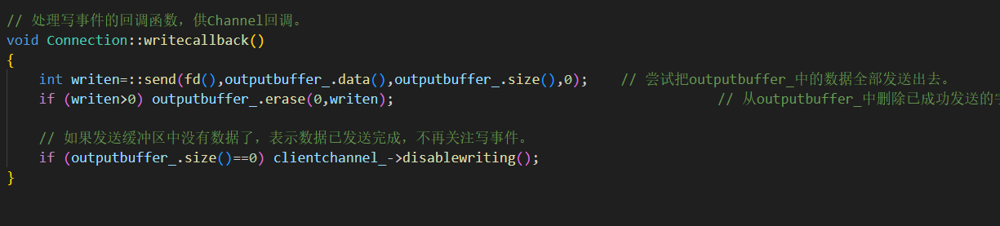 // 处理写事件的回调函数，供Channel回调。
void Connection::writecallback()
{
int writen=::send(fd(),outputbuffer_.data(),outputbuffer_.size(),0); // 尝试把outputbuffer_中的数据全部发送出去。
if (writen>0) outputbuffer_.erase(0,writen); // 从outputbuffer_中删除已成功发送的
// 如果发送缓冲区中没有数据了，表示数据已发送完成，不再关注写事件。
if (outputbuffer_.size()==0) clientchannel_->disablewriting();
}